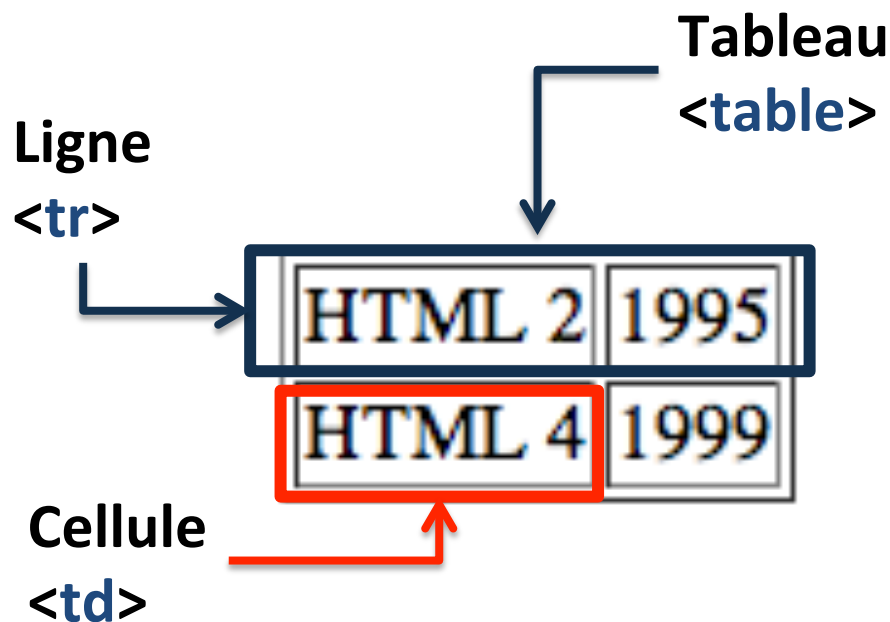 Tableau
<table>
Ligne
<tr>
HTML 2 1995
HTML 4 1999
Cellule
<td>